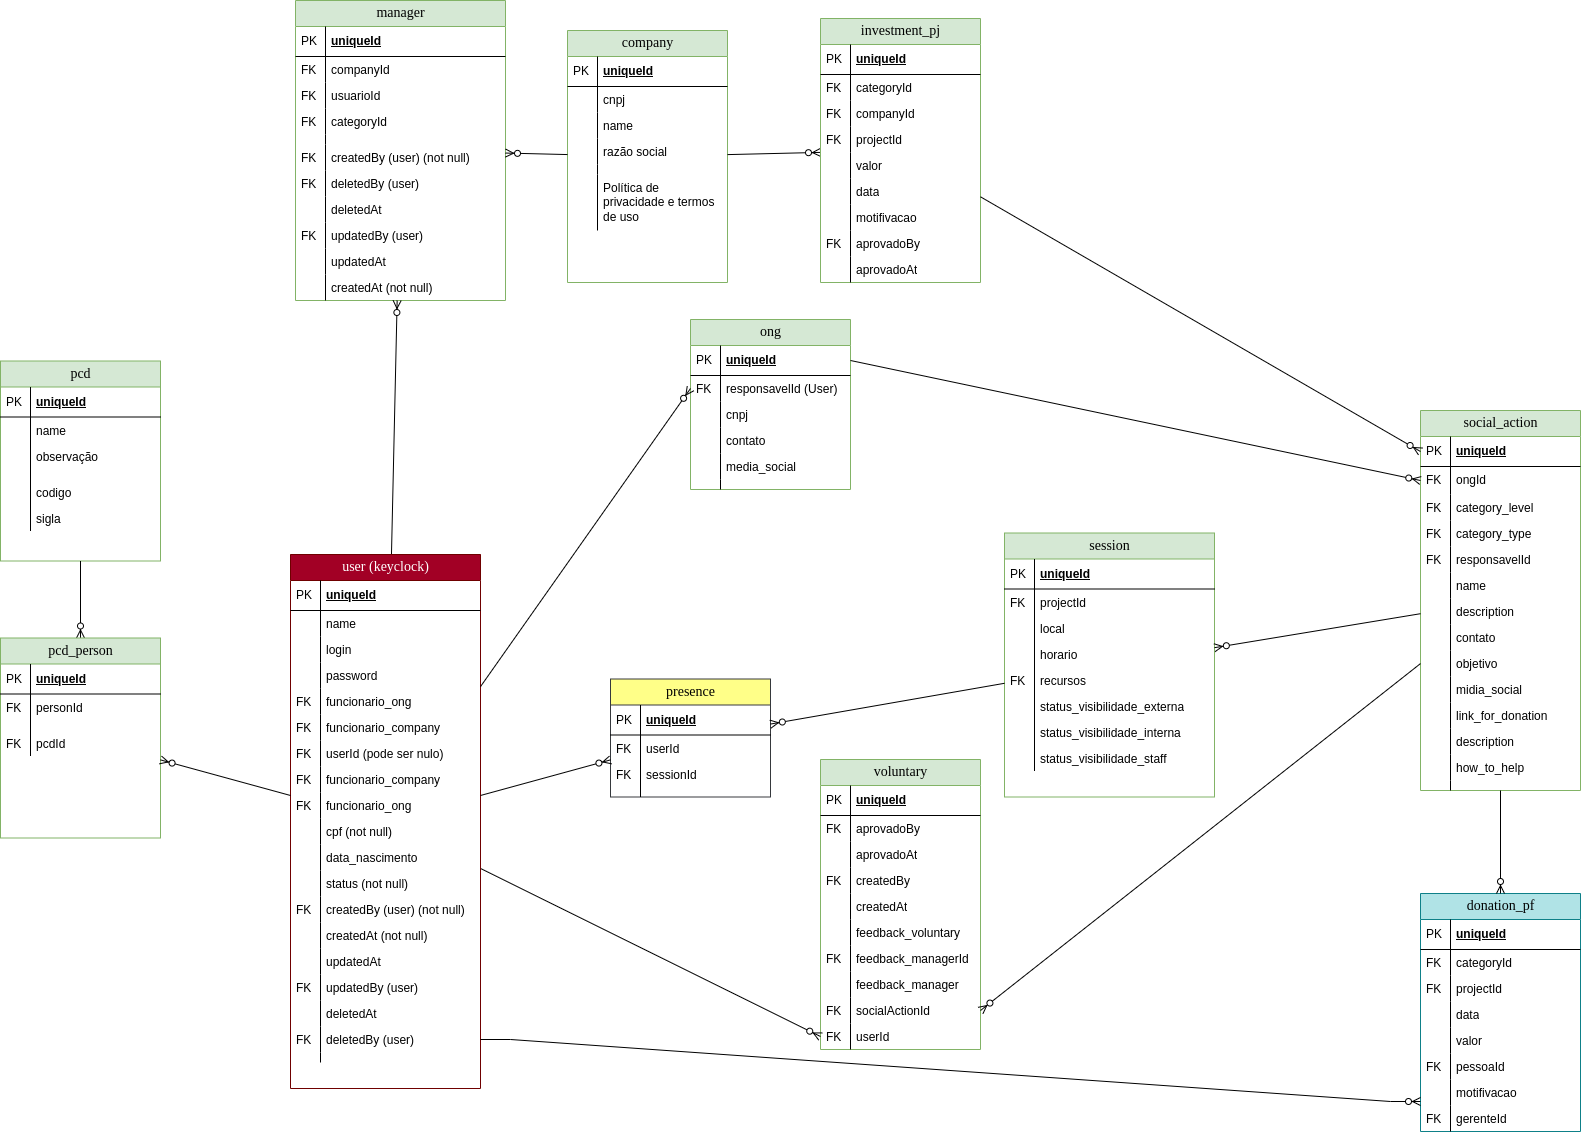 manager
PK uniqueId
FK companyId
FK usuarioId
FK categoryId
FK createdBy (user) (not null)
FK deletedBy (user)
deletedAt
FK updatedBy (user)
updatedAt
createdAt (not null)
company
PK uniqueId
cnpj
name
razão social
Política de
privacidade e termos
de uso
investment_pj
PK uniqueId
FK categoryId
FK companyId
FK projectId
valor
data
motifivacao
FK aprovadoBy
aprovadoAt
ong
PK uniqueId
FK responsavelId (User)
cnpj
contato
media_social
pcd
PK uniqueId
name
observação
codigo
sigla
social_action
PK uniqueId
FK ongId
FK category_level
FK category_type
FK responsavelId
name
description
contato
objetivo
midia_social
link_for_donation
description
how_to_help
session
PK uniqueId
FK projectId
local
horario
FK recursos
status_visibilidade_externa
status_visibilidade_interna
status_visibilidade_staff
user (keyclock)
PK uniqueId
name
login
password
FK funcionario_ong
FK funcionario_company
FK userId (pode ser nulo)
FK funcionario_company
FK funcionario_ong
cpf (not null)
data_nascimento
status (not null)
FK createdBy (user) (not null)
createdAt (not null)
updatedAt
FK updatedBy (user)
deletedAt
FK deletedBy (user)
pcd_person
PK uniqueId
FK personId
FK pcdId
presence
PK uniqueId
FK userId
FK sessionId
voluntary
PK uniqueId
FK aprovadoBy
aprovadoAt
FK createdBy
createdAt
feedback_voluntary
FK feedback_managerId
feedback_manager
FK socialActionId
FK userId
donation_pf
PK uniqueId
FK categoryId
FK projectId
data
valor
FK pessoaId
motifivacao
FK gerenteId